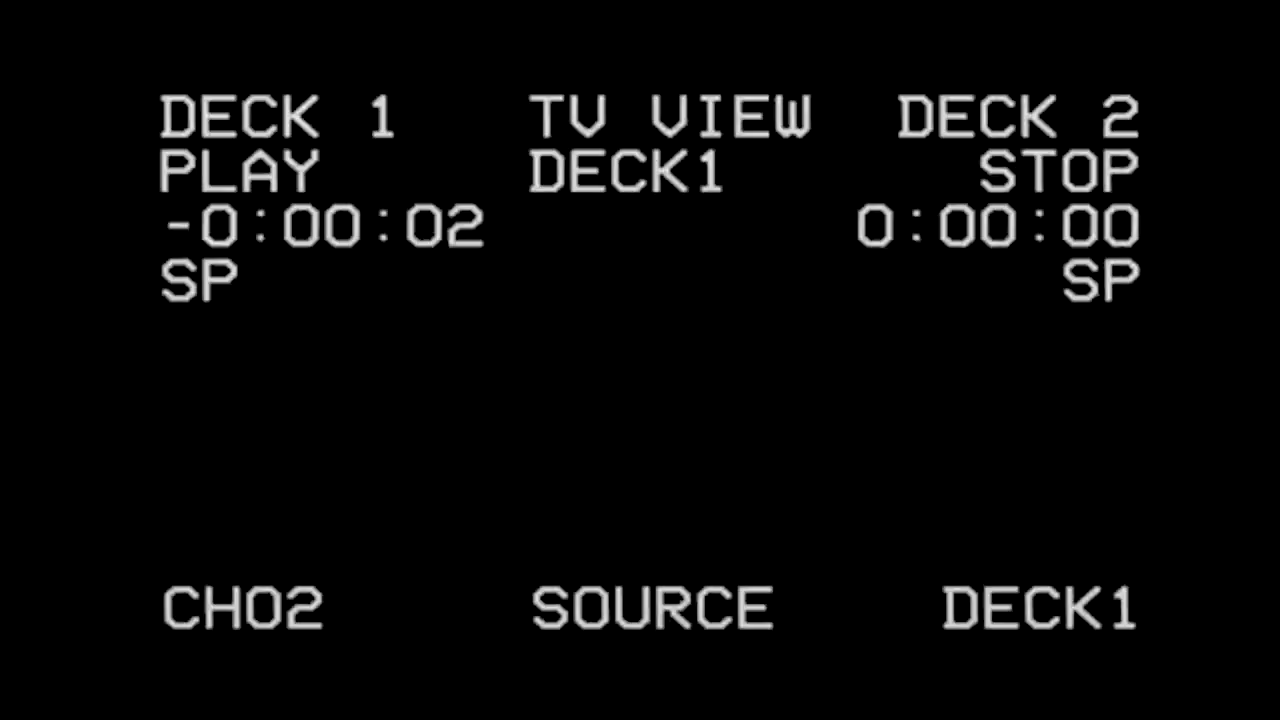 DECK 1 TV VIEW DECK 2
PLAY DECK1 STOP
-0:00:02 0:00:00
SP SP
CH02 SOURCE DECK1